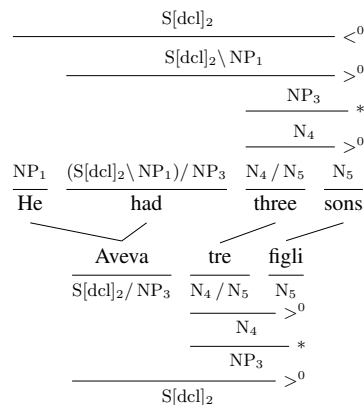 S[dcl]₂
<⁰
S[dcl]₂\NP₁
>⁰
NP₃
*
N₄
>⁰
NP₁ (S[dcl]₂\NP₁)/NP₃ N₄/N₅ N₅
He had three sons
Aveva tre figli
S[dcl]₂/NP₃ N₄/N₅ N₅
>⁰
N₄
*
NP₃
>⁰
S[dcl]₂